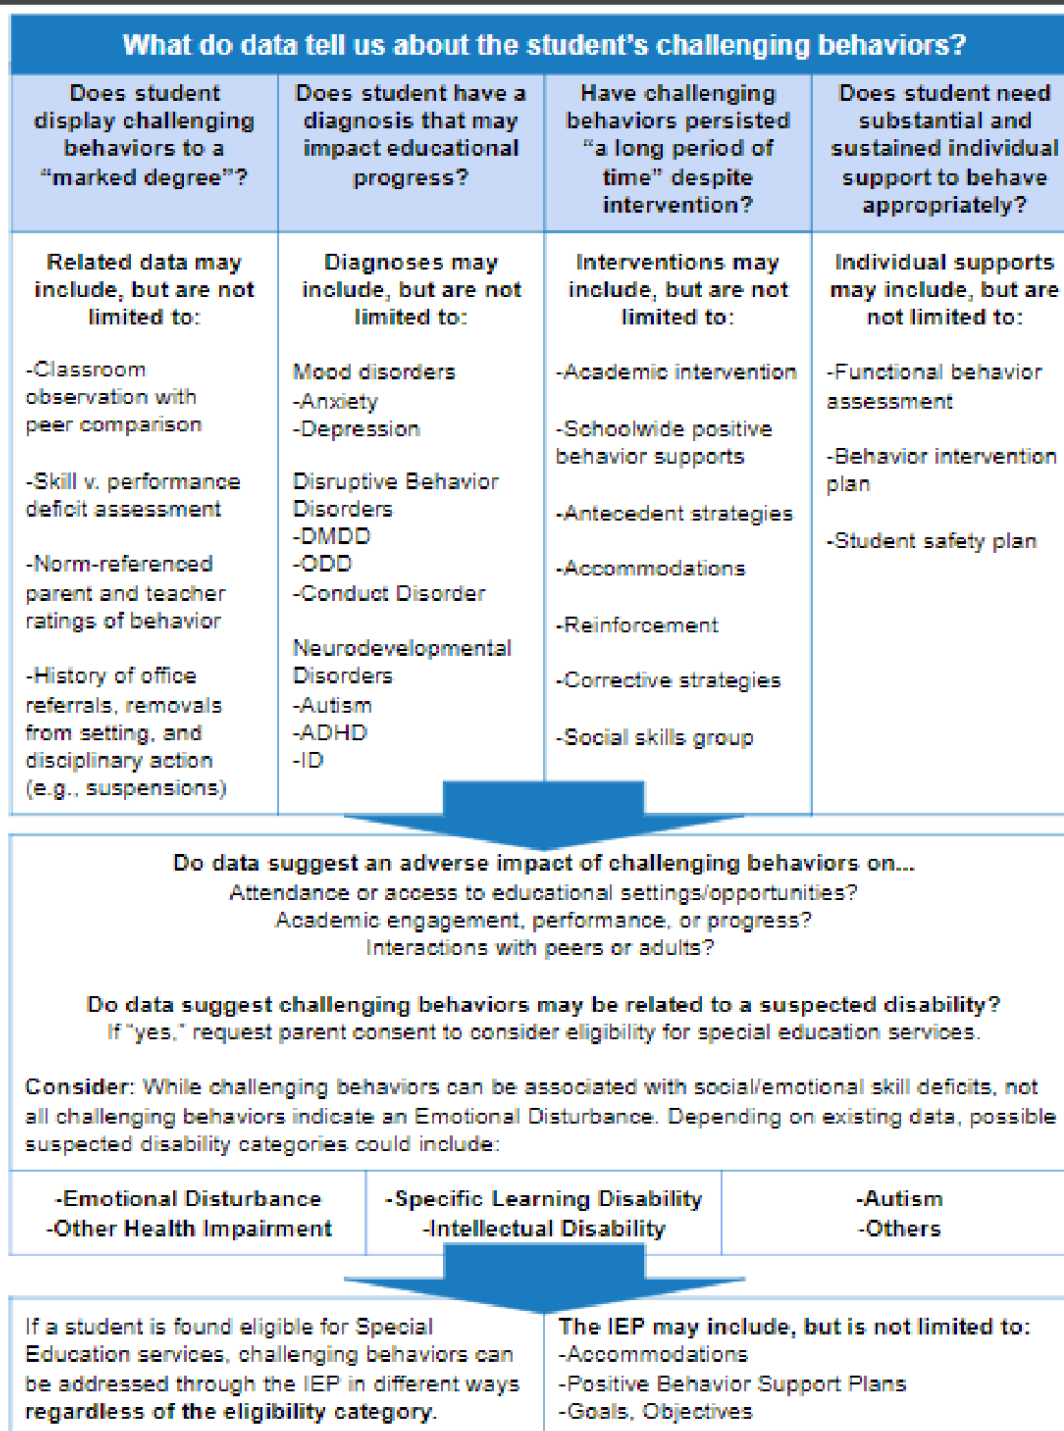 What do data tell us about the student's challenging behaviors?
Does student
display challenging
behaviors to a
"marked degree"?
Does student have a
diagnosis that may
impact educational
progress?
Have challenging
behaviors persisted
"a long period of
time" despite
intervention?
Does student need
substantial and
sustained individual
support to behave
appropriately?
Related data may
include, but are not
limited to:
-Classroom
observation with
peer comparison
-Skill v. performance
deficit assessment
-Norm-referenced
parent and teacher
ratings of behavior
-History of office
referrals, removals
from setting, and
disciplinary action
(e.g., suspensions)
Diagnoses may
include, but are not
limited to:
Mood disorders
-Anxiety
-Depression
Disruptive Behavior
Disorders
-DMDD
-ODD
-Conduct Disorder
Neurodevelopmental
Disorders
-Autism
-ADHD
-ID
Interventions may
include, but are not
limited to:
-Academic intervention
-Schoolwide positive
behavior supports
-Antecedent strategies
-Accommodations
-Reinforcement
-Corrective strategies
-Social skills group
Individual supports
may include, but are
not limited to:
-Functional behavior
assessment
-Behavior intervention
plan
-Student safety plan
Do data suggest an adverse impact of challenging behaviors on...
Attendance or access to educational settings/opportunities?
Academic engagement, performance, or progress?
Interactions with peers or adults?
Do data suggest challenging behaviors may be related to a suspected disability?
If "yes," request parent consent to consider eligibility for special education services.
Consider: While challenging behaviors can be associated with social/emotional skill deficits, not
all challenging behaviors indicate an Emotional Disturbance. Depending on existing data, possible
suspected disability categories could include:
-Emotional Disturbance
-Other Health Impairment
-Specific Learning Disability
-Intellectual Disability
-Autism
-Others
If a student is found eligible for Special
Education services, challenging behaviors can
be addressed through the IEP in different ways
regardless of the eligibility category.
The IEP may include, but is not limited to:
-Accommodations
-Positive Behavior Support Plans
-Goals, Objectives